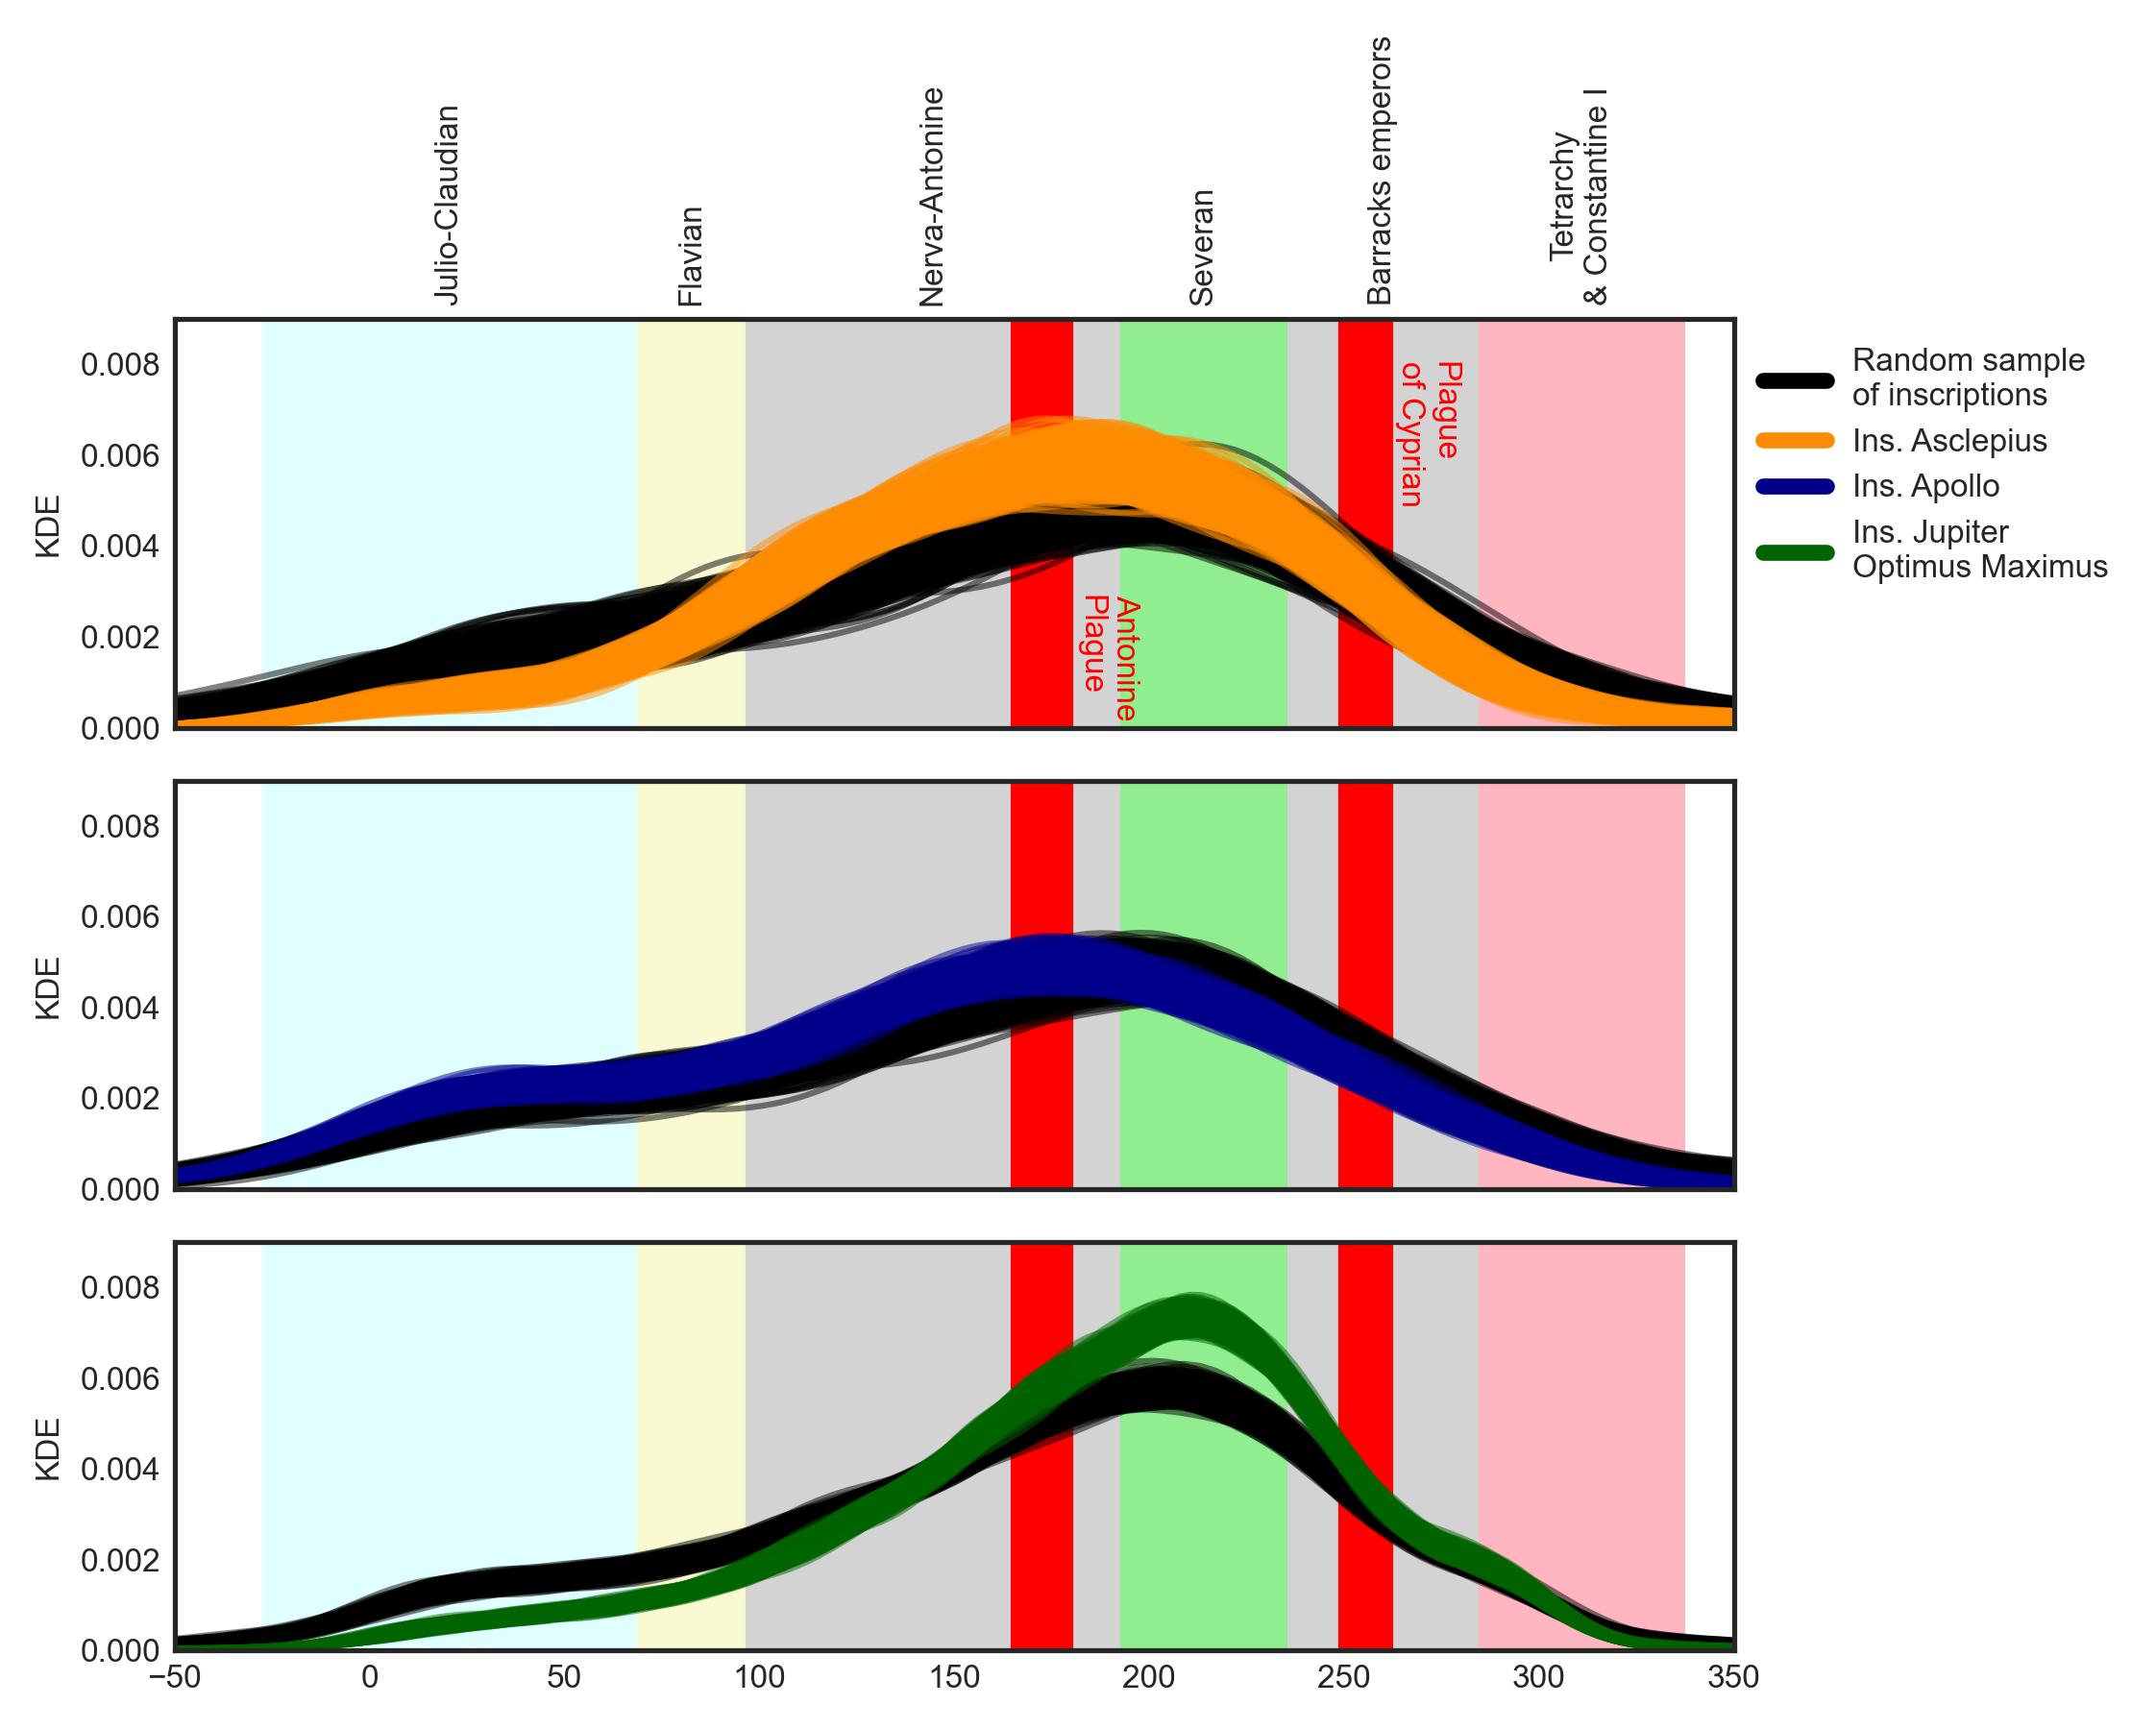 Julio-Claudian
Flavian
Nerva-Antonine
Severan
Barracks emperors
Tetrarchy
& Constantine I
KDE
0.008
0.006
0.004
0.002
0.000
Plague
of Cyprian
Antonine
Plague
Random sample
of inscriptions
Ins. Asclepius
Ins. Apollo
Ins. Jupiter
Optimus Maximus
KDE
0.008
0.006
0.004
0.002
0.000
KDE
0.008
0.006
0.004
0.002
0.000
−50
0
50
100
150
200
250
300
350